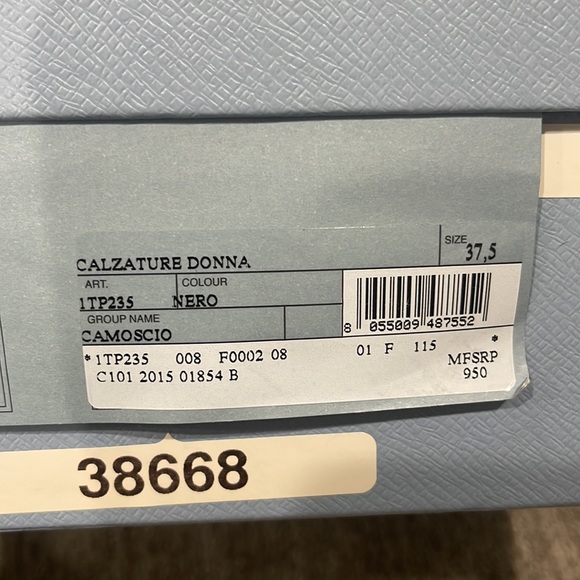 SIZE
37,5
CALZATURE DONNA
ART. COLOUR
1TP235 NERO
GROUP NAME
CAMOSCIO
8 055009 487552
*1TP235 008 F0002 08 01 F 115 *
C101 2015 01854 B
MFSRP
950
38668